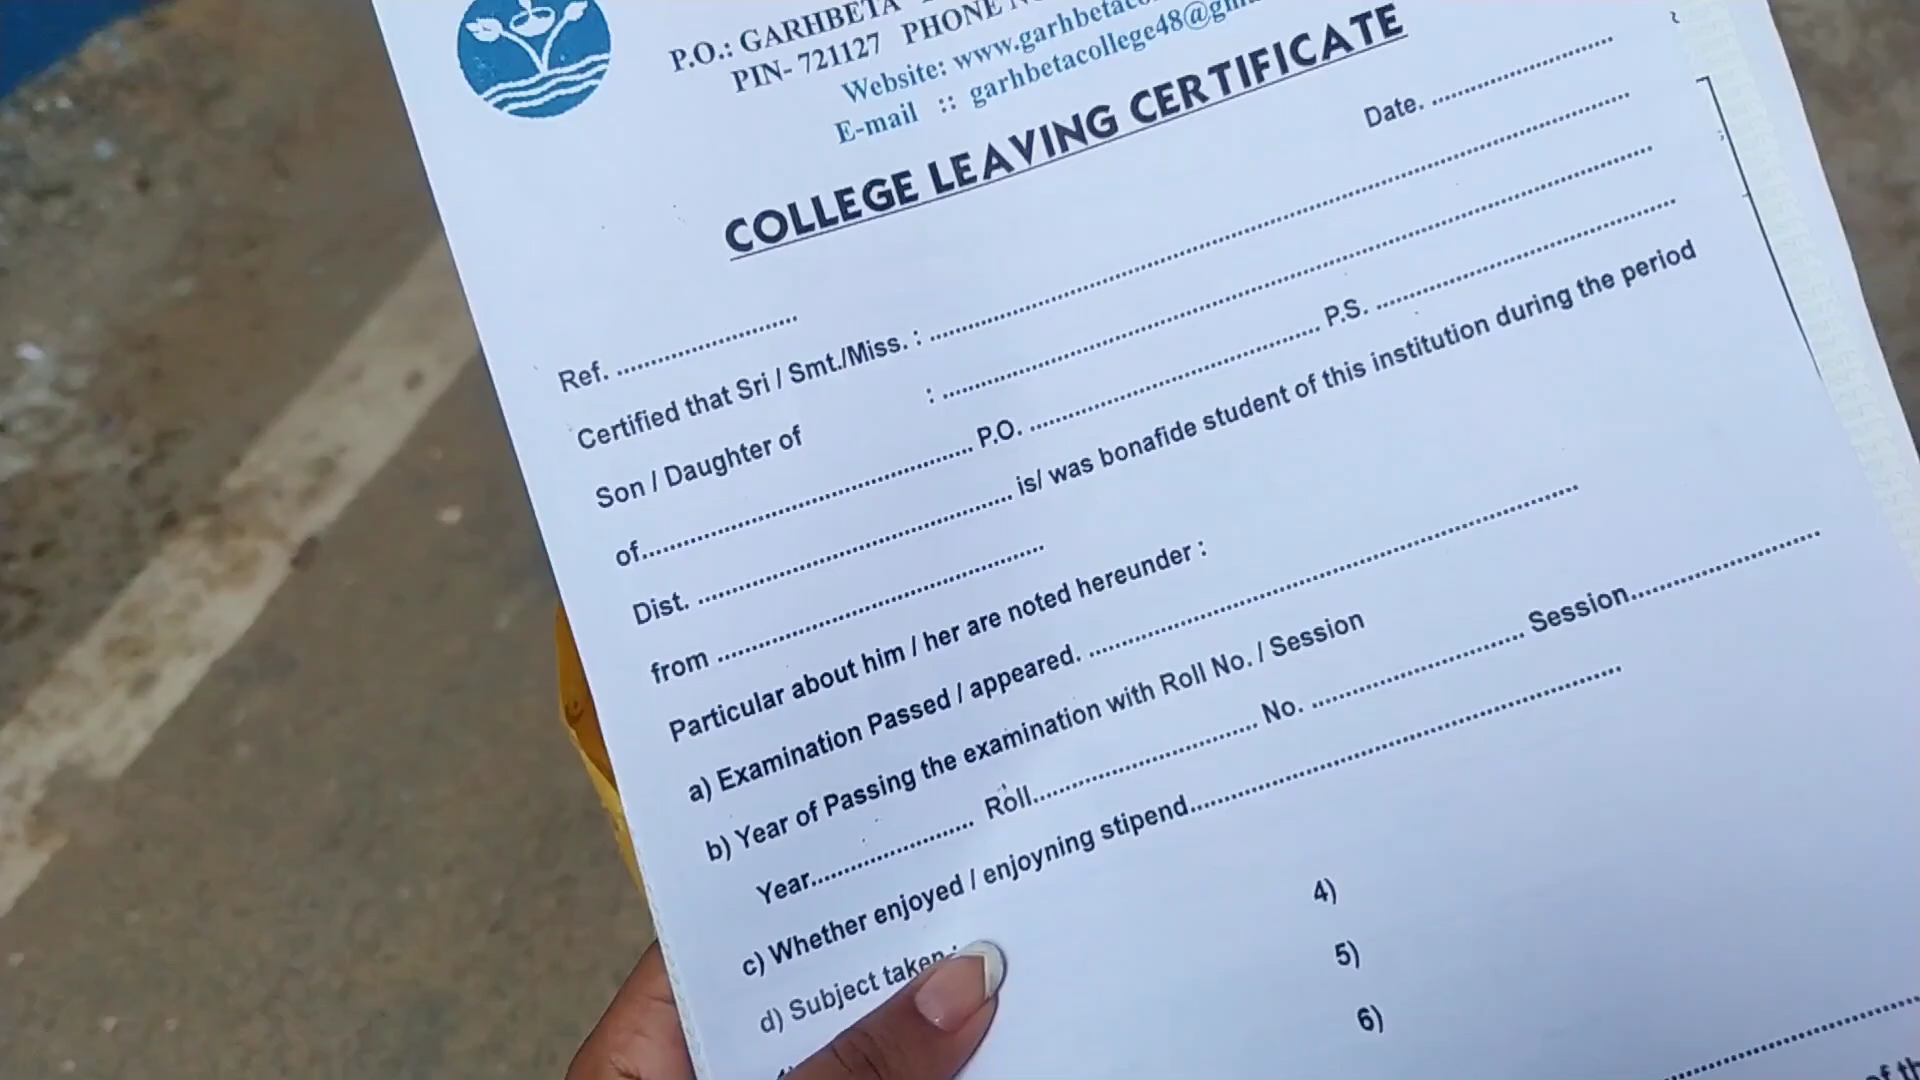 P.O.: GARHBETA
PIN- 721127 PHONE
Website: www.garhbetaco
E-mail :: garhbetacollege48@gm
COLLEGE LEAVING CERTIFICATE
Date. ....................
Ref. ....................
Certified that Sri / Smt./Miss. : ....................
Son / Daughter of : ....................
of.................... P.O. .................... P.S. ....................
Dist. .................... is/ was bonafide student of this institution during the period
from ....................
Particular about him / her are noted hereunder :
a) Examination Passed / appeared. ....................
b) Year of Passing the examination with Roll No. / Session
Year.................... Roll.................... No. .................... Session....................
c) Whether enjoyed / enjoyning stipend....................
d) Subject taken :
4)
5)
6)